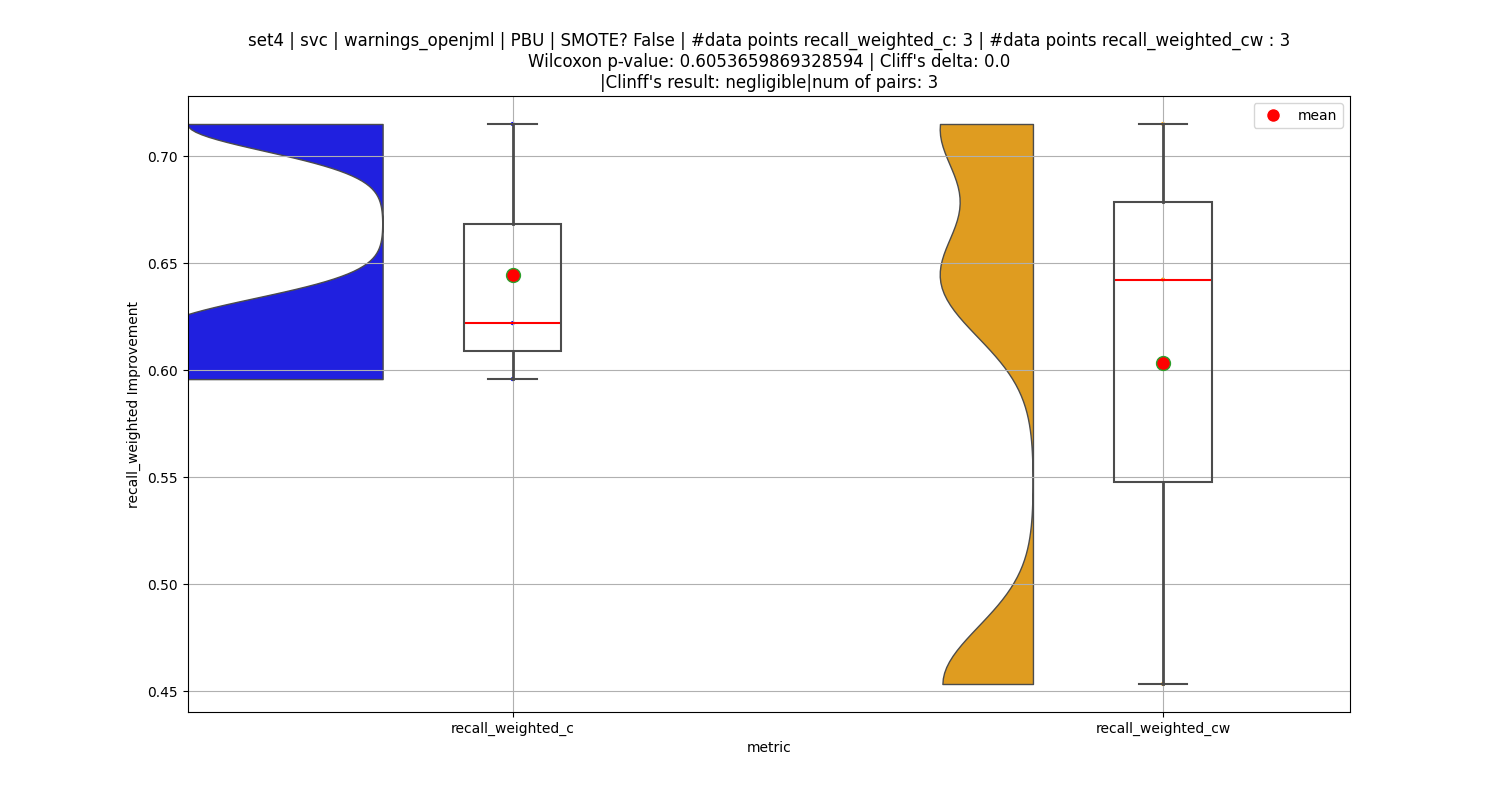 set4 | svc | warnings_openjml | PBU | SMOTE? False | #data points recall_weighted_c: 3 | #data points recall_weighted_cw : 3
Wilcoxon p-value: 0.6053659869328594 | Cliff's delta: 0.0
|Clinff's result: negligible|num of pairs: 3
mean
0.70
0.65
0.60
0.55
0.50
0.45
recall_weighted Improvement
recall_weighted_c
recall_weighted_cw
metric